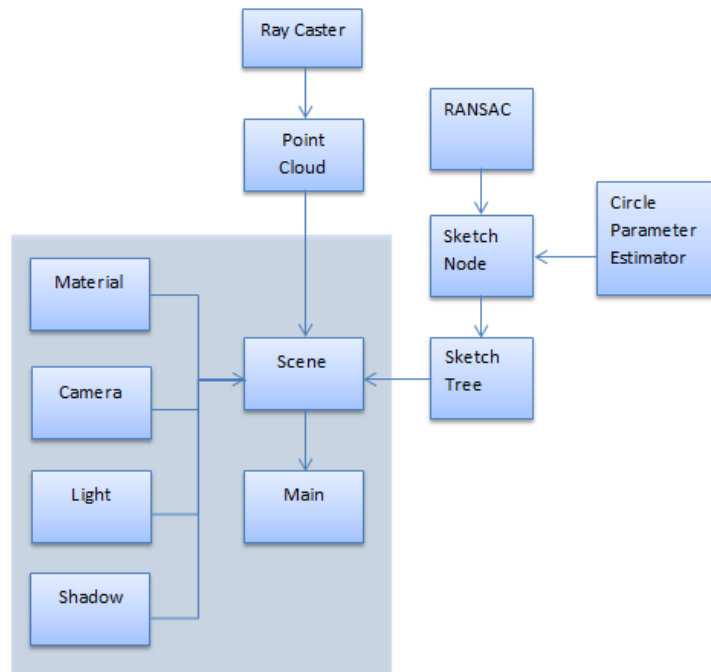 Ray Caster
RANSAC
Point
Cloud
Circle
Parameter
Estimator
Sketch
Node
Material
Scene
Sketch
Tree
Camera
Light
Main
Shadow